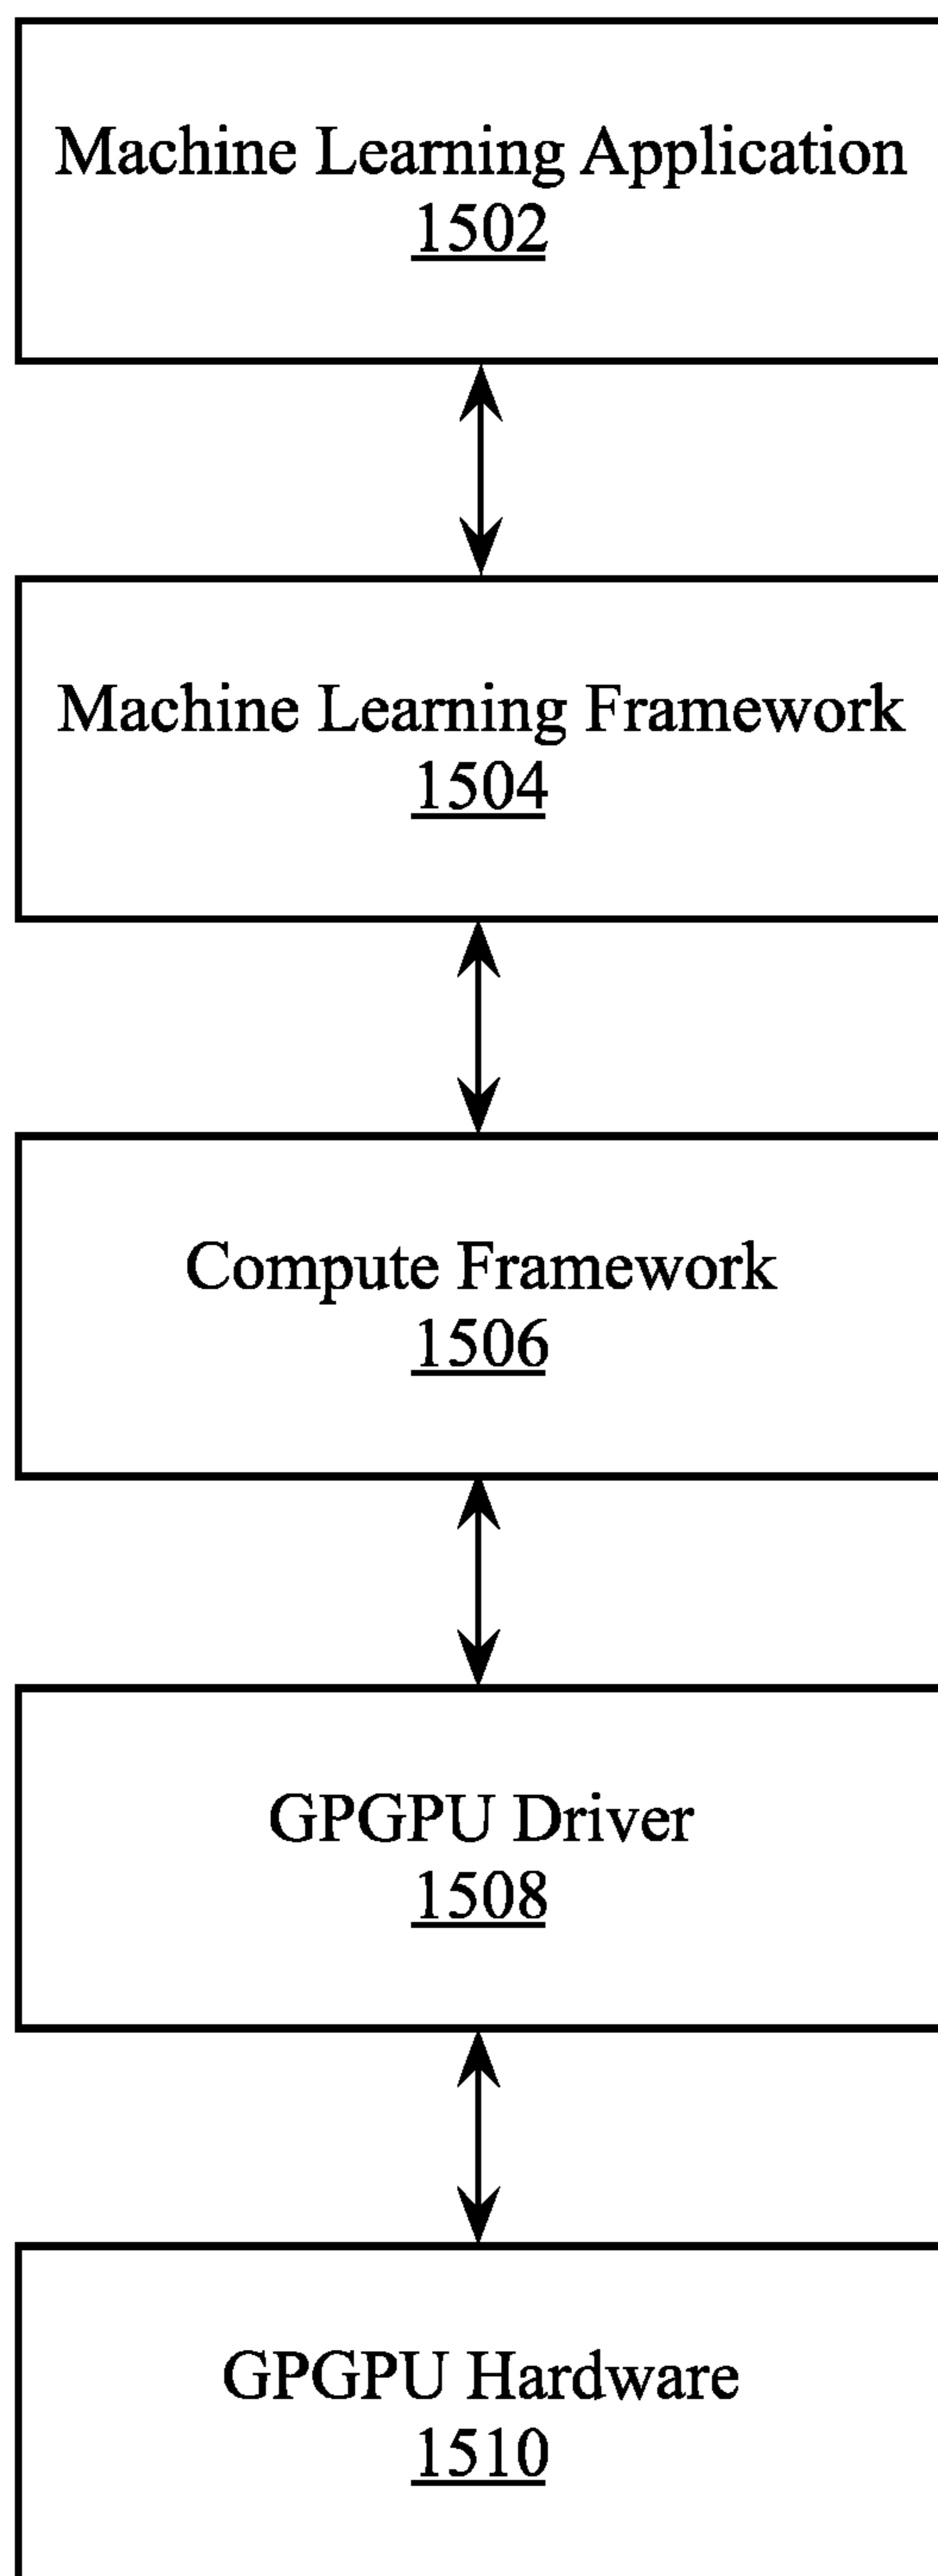 Machine Learning Application
1502
Machine Learning Framework
1504
Compute Framework
1506
GPGPU Driver
1508
GPGPU Hardware
1510